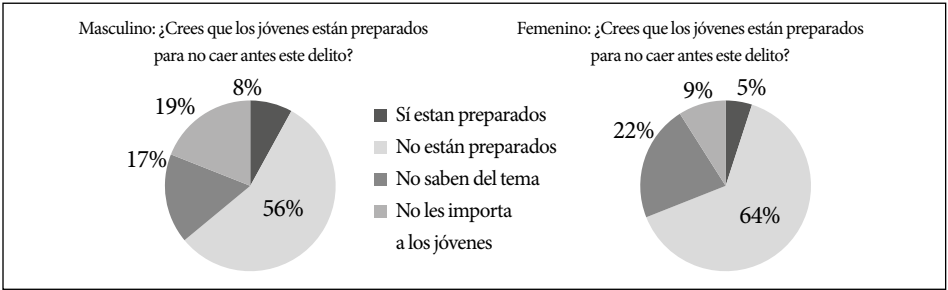 Masculino: ¿Crees que los jóvenes están preparados
para no caer antes este delito?
8%
19%
17%
56%
Sí estan preparados
No están preparados
No saben del tema
No les importa
a los jóvenes
Femenino: ¿Crees que los jóvenes están preparados
para no caer antes este delito?
5%
9%
22%
64%